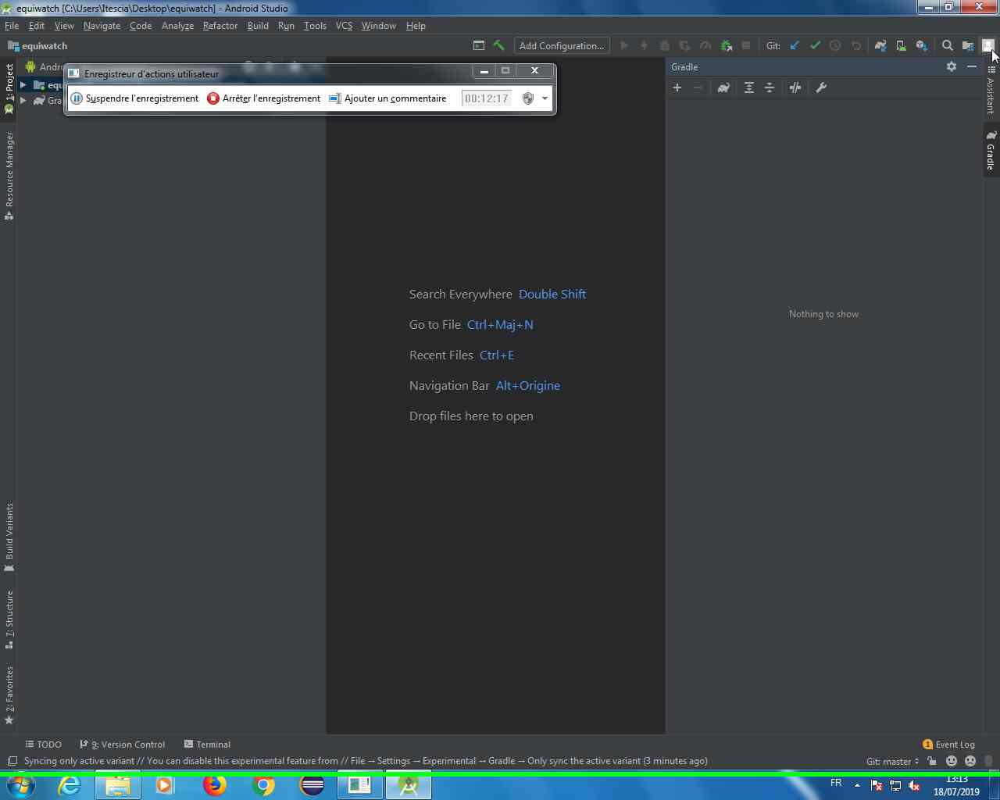 equiwatch [C:\Users\Itescia\Desktop\equiwatch] - Android Studio
File Edit View Navigate Code Analyze Refactor Build Run Tools VCS Window Help
equiwatch Add Configuration... Git:
Gradle
Enregistreur d'actions utilisateur
Suspendre l'enregistrement Arrêter l'enregistrement Ajouter un commentaire 00:12:17
1: Project
Resource Manager
Build Variants
7: Structure
2: Favorites
Search Everywhere Double Shift
Go to File Ctrl+Maj+N
Recent Files Ctrl+E
Navigation Bar Alt+Origine
Drop files here to open
Nothing to show
Assistant
Gradle
TODO 9: Version Control Terminal 1 Event Log
Syncing only active variant // You can disable this experimental feature from // File → Settings → Experimental → Gradle → Only sync the active variant (3 minutes ago) Git: master
FR 13:13
18/07/2019